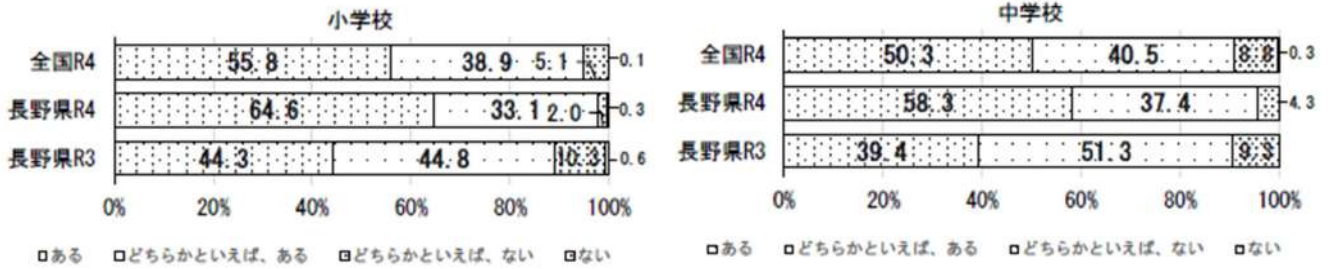 小学校
全国R4 55.8 38.9 5.1 0.1
長野県R4 64.6 33.1 2.0 0.3
長野県R3 44.3 44.8 10.3 0.6
0% 20% 40% 60% 80% 100%
□ある □どちらかといえば、ある □どちらかといえば、ない □ない
中学校
全国R4 50.3 40.5 8.8 0.3
長野県R4 58.3 37.4 4.3
長野県R3 39.4 51.3 9.3
0% 20% 40% 60% 80% 100%
□ある □どちらかといえば、ある □どちらかといえば、ない □ない